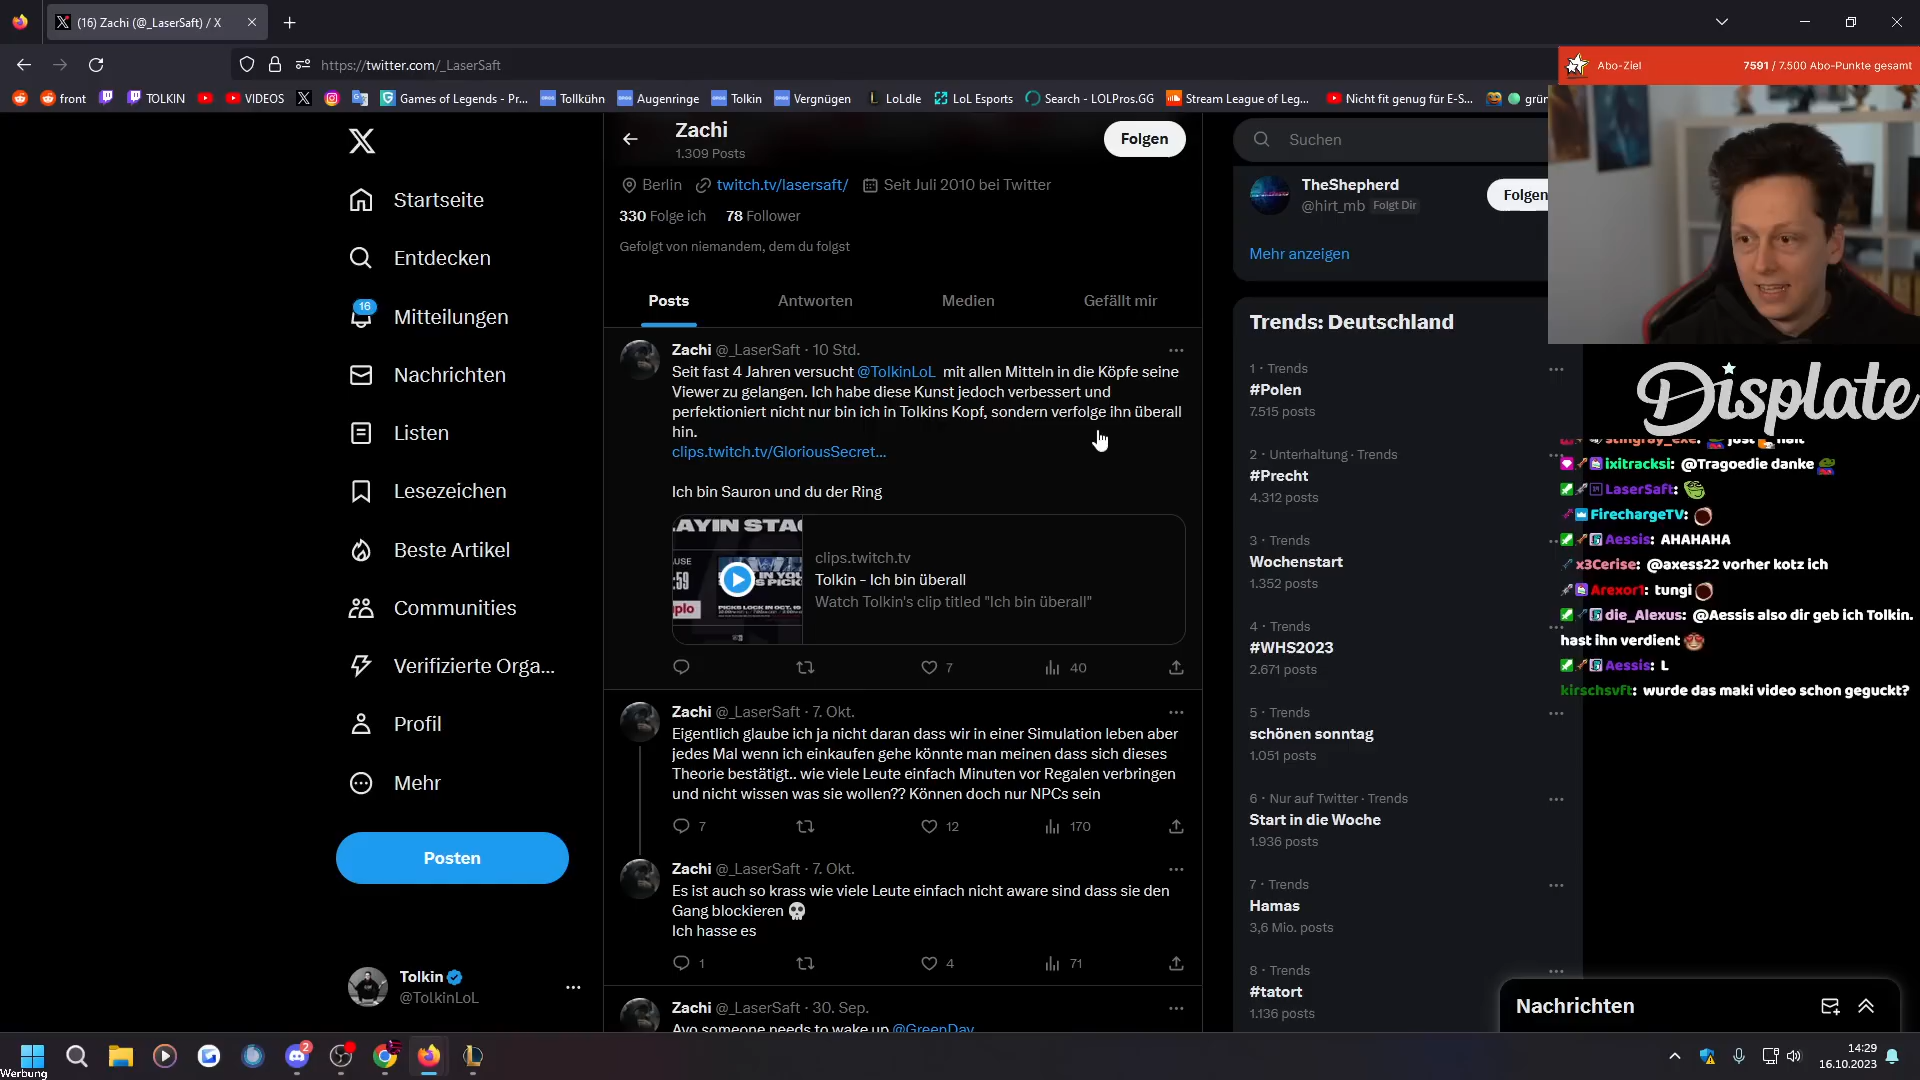 (16) Zachi (@_LaserSaft) / X
https://twitter.com/_LaserSaft
front
TOLKIN
VIDEOS
Games of Legends - Pr...
Tollkühn
Augenringe
Tolkin
Vergnügen
LoLdle
LoL Esports
Search - LOLPros.GG
Stream League of Leg...
Nicht fit genug für E-S...
grün
Abo-Ziel
7591 / 7.500 Abo-Punkte gesamt
Startseite
Entdecken
16
Mitteilungen
Nachrichten
Listen
Lesezeichen
Beste Artikel
Communities
Verifizierte Orga...
Profil
Mehr
Posten
Tolkin
@TolkinLoL
Zachi
1.309 Posts
Folgen
Berlin twitch.tv/lasersaft/ Seit Juli 2010 bei Twitter
330 Folge ich 78 Follower
Gefolgt von niemandem, dem du folgst
Posts
Antworten
Medien
Gefällt mir
Zachi @_LaserSaft · 10 Std.
Seit fast 4 Jahren versucht @TolkinLoL mit allen Mitteln in die Köpfe seine
Viewer zu gelangen. Ich habe diese Kunst jedoch verbessert und
perfektioniert nicht nur bin ich in Tolkins Kopf, sondern verfolge ihn überall
hin.
clips.twitch.tv/GloriousSecret...
Ich bin Sauron und du der Ring
clips.twitch.tv
Tolkin - Ich bin überall
Watch Tolkin's clip titled "Ich bin überall"
7
40
Zachi @_LaserSaft · 7. Okt.
Eigentlich glaube ich ja nicht daran dass wir in einer Simulation leben aber
jedes Mal wenn ich einkaufen gehe könnte man meinen dass sich dieses
Theorie bestätigt.. wie viele Leute einfach Minuten vor Regalen verbringen
und nicht wissen was sie wollen?? Können doch nur NPCs sein
7
12
170
Zachi @_LaserSaft · 7. Okt.
Es ist auch so krass wie viele Leute einfach nicht aware sind dass sie den
Gang blockieren 💀
Ich hasse es
1
4
71
Zachi @_LaserSaft · 30. Sep.
Ayo someone needs to wake up @GreenDay
Suchen
TheShepherd
@hirt_mb Folgt Dir
Folgen
Mehr anzeigen
Trends: Deutschland
1 · Trends
#Polen
7.515 posts
2 · Unterhaltung · Trends
#Precht
4.312 posts
3 · Trends
Wochenstart
1.352 posts
4 · Trends
#WHS2023
2.671 posts
5 · Trends
schönen sonntag
1.051 posts
6 · Nur auf Twitter · Trends
Start in die Woche
1.936 posts
7 · Trends
Hamas
3,6 Mio. posts
8 · Trends
#tatort
1.136 posts
Displate
stingray_exe: just
ixitracksi: @Tragoedie danke
LaserSaft:
FirechargeTV:
Aessis: AHAHAHA
x3Cerise: @axess22 vorher kotz ich
Arexor1: tungi
die_Alexus: @Aessis also dir geb ich Tolkin.
hast ihn verdient
Aessis: L
kirschsvft: wurde das maki video schon geguckt?
Nachrichten
Werbung
2
14:29
16.10.2023